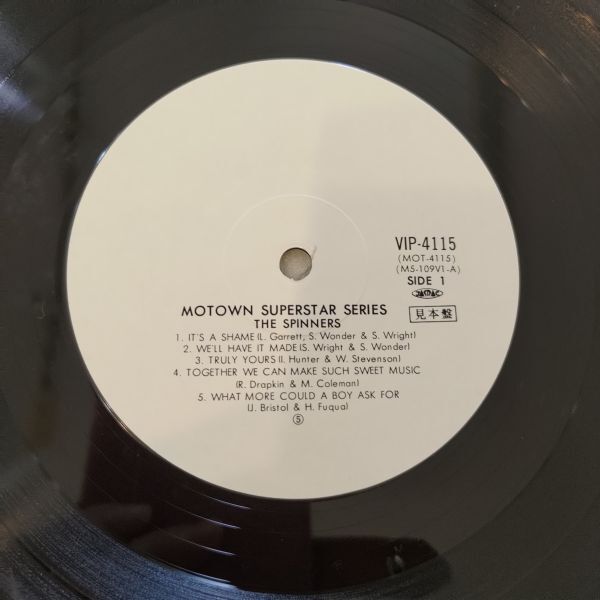 VIP-4115
(MOT-4115)
(M5-109V1-A)
SIDE 1
JASRAC
見本盤
MOTOWN SUPERSTAR SERIES
THE SPINNERS
1. IT'S A SHAME(L. Garrett, S. Wonder & S. Wright)
2. WE'LL HAVE IT MADE(S. Wright & S. Wonder)
3. TRULY YOURS(I. Hunter & W. Stevenson)
4. TOGETHER WE CAN MAKE SUCH SWEET MUSIC
(R. Drapkin & M. Coleman)
5. WHAT MORE COULD A BOY ASK FOR
(J. Bristol & H. Fuqua)
⑤